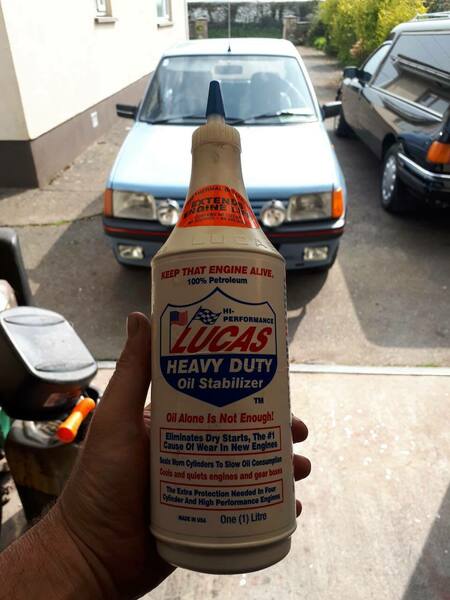 EXTENDS
ENGINE LIFE
KEEP THAT ENGINE ALIVE.
100% Petroleum
HI-
PERFORMANCE
LUCAS
HEAVY DUTY
Oil Stabilizer
TM
Oil Alone Is Not Enough!
Eliminates Dry Starts, The #1
Cause Of Wear In New Engines
Seals Worn Cylinders To Slow Oil Consumption
Cools and quiets engines and gear boxes
The Extra Protection Needed In Four
Cylinder And High Performance Engines
MADE IN USA One (1) Litre